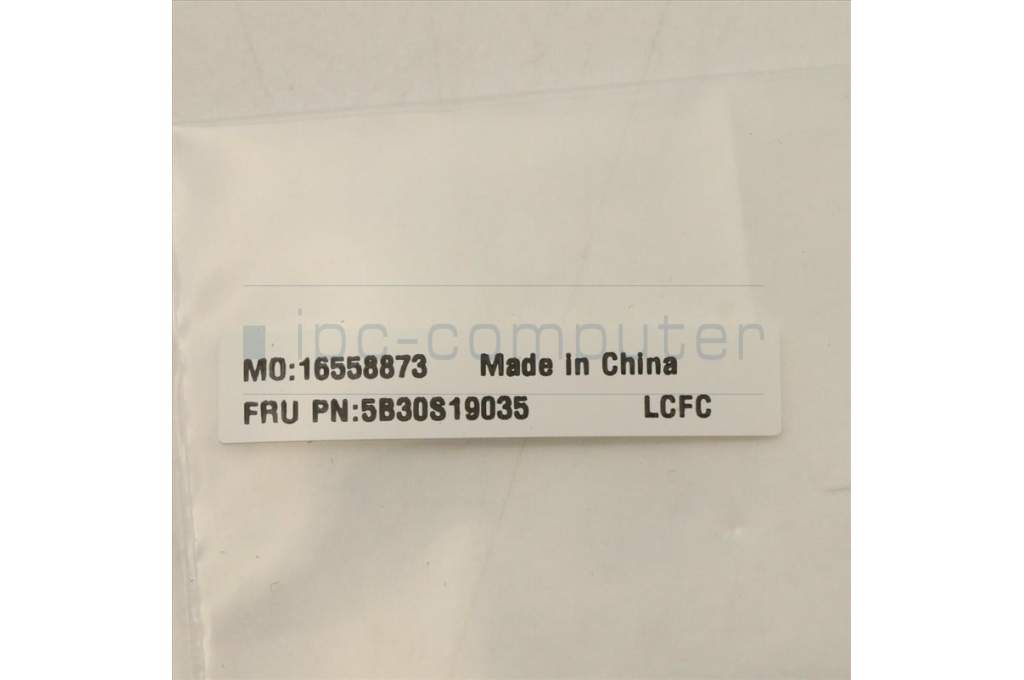 ipc-computer
MO:16558873 Made in China
FRU PN:5B30S19035 LCFC